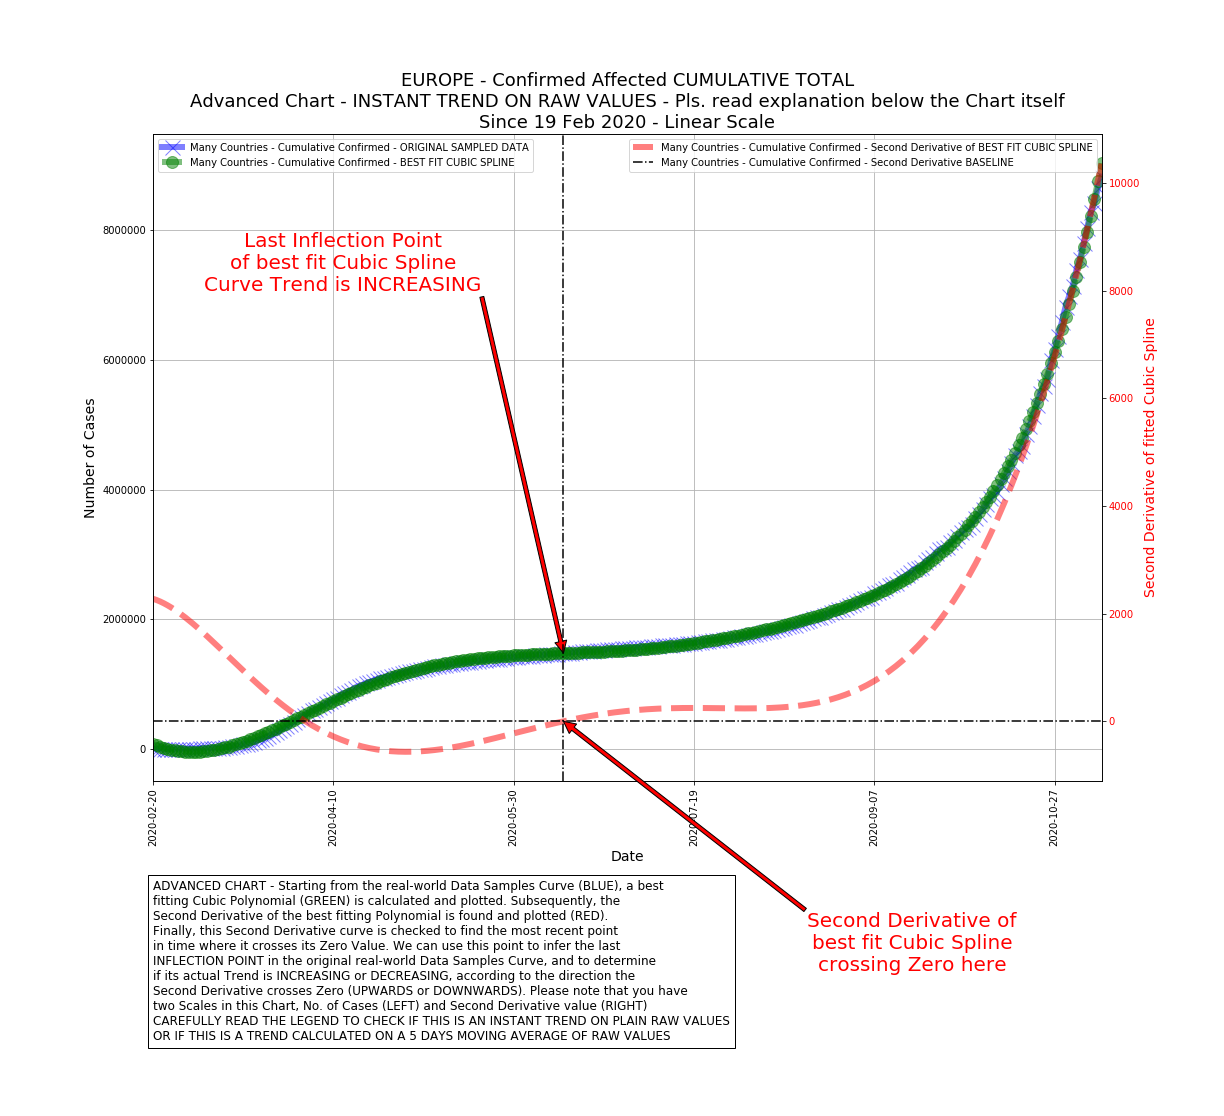 EUROPE - Confirmed Affected CUMULATIVE TOTAL
Advanced Chart - INSTANT TREND ON RAW VALUES - Pls. read explanation below the Chart itself
Since 19 Feb 2020 - Linear Scale
Many Countries - Cumulative Confirmed - ORIGINAL SAMPLED DATA
Many Countries - Cumulative Confirmed - BEST FIT CUBIC SPLINE
Many Countries - Cumulative Confirmed - Second Derivative of BEST FIT CUBIC SPLINE
Many Countries - Cumulative Confirmed - Second Derivative BASELINE
Last Inflection Point
of best fit Cubic Spline
Curve Trend is INCREASING
Number of Cases
8000000
6000000
4000000
2000000
0
10000
8000
6000
4000
2000
0
Second Derivative of fitted Cubic Spline
2020-02-20
2020-04-10
2020-05-30
2020-07-19
2020-09-07
2020-10-27
Date
ADVANCED CHART - Starting from the real-world Data Samples Curve (BLUE), a best
fitting Cubic Polynomial (GREEN) is calculated and plotted. Subsequently, the
Second Derivative of the best fitting Polynomial is found and plotted (RED).
Finally, this Second Derivative curve is checked to find the most recent point
in time where it crosses its Zero Value. We can use this point to infer the last
INFLECTION POINT in the original real-world Data Samples Curve, and to determine
if its actual Trend is INCREASING or DECREASING, according to the direction the
Second Derivative crosses Zero (UPWARDS or DOWNWARDS). Please note that you have
two Scales in this Chart, No. of Cases (LEFT) and Second Derivative value (RIGHT)
CAREFULLY READ THE LEGEND TO CHECK IF THIS IS AN INSTANT TREND ON PLAIN RAW VALUES
OR IF THIS IS A TREND CALCULATED ON A 5 DAYS MOVING AVERAGE OF RAW VALUES
Second Derivative of
best fit Cubic Spline
crossing Zero here